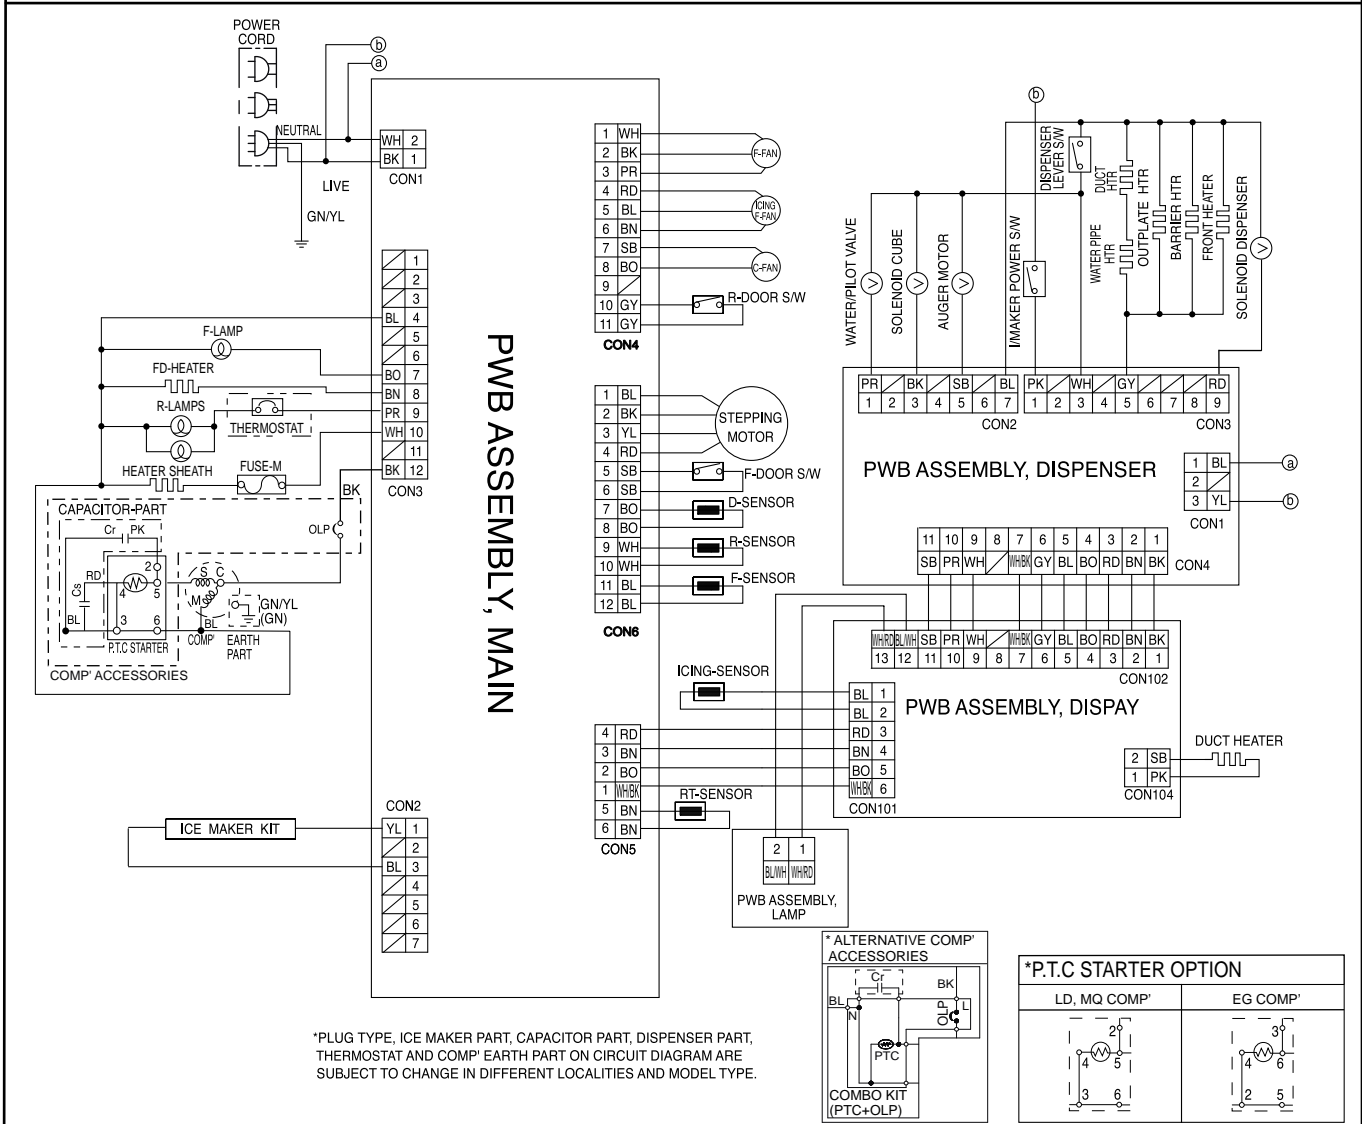 POWER
CORD
b
a
NEUTRAL
WH 2
BK 1
CON1
LIVE
GN/YL
1
2
3
BL 4
5
6
BO 7
BN 8
PR 9
WH 10
11
BK 12
CON3
F-LAMP
FD-HEATER
R-LAMPS
THERMOSTAT
HEATER SHEATH
FUSE-M
BK
CAPACITOR-PART
Cr PK
OLP
2
RD
S C
Cs
4 5
M
GN/YL
(GN)
BL
3 6
BL
P.T.C STARTER
COMP'
EARTH
PART
COMP' ACCESSORIES
PWB ASSEMBLY, MAIN
CON2
ICE MAKER KIT
YL 1
2
BL 3
4
5
6
7
1 WH
2 BK
3 PR
4 RD
5 BL
6 BN
7 SB
8 BO
9
10 GY
11 GY
CON4
F-FAN
ICING
F-FAN
C-FAN
R-DOOR S/W
1 BL
2 BK
3 YL
4 RD
5 SB
6 SB
7 BO
8 BO
9 WH
10 WH
11 BL
12 BL
CON6
STEPPING
MOTOR
F-DOOR S/W
D-SENSOR
R-SENSOR
F-SENSOR
4 RD
3 BN
2 BO
1 WH/BK
5 BN
6 BN
CON5
RT-SENSOR
ICING-SENSOR
b
WATER/PILOT VALVE
SOLENOID CUBE
AUGER MOTOR
I/MAKER POWER S/W
DISPENSER
LEVER S/W
DUCT
HTR
WATER PIPE
HTR
OUTPLATE HTR
BARRIER HTR
FRONT HEATER
SOLENOID DISPENSER
V V V V
PR BK SB BL
1 2 3 4 5 6 7
CON2
PK WH GY RD
1 2 3 4 5 6 7 8 9
CON3
PWB ASSEMBLY, DISPENSER
1 BL
2
3 YL
CON1
a
b
11 10 9 8 7 6 5 4 3 2 1
SB PR WH WH/BK GY BL BO RD BN BK
CON4
WH/RD BL/WH SB PR WH WH/BK GY BL BO RD BN BK
13 12 11 10 9 8 7 6 5 4 3 2 1
CON102
BL 1
BL 2
RD 3
BN 4
BO 5
WH/BK 6
CON101
PWB ASSEMBLY, DISPAY
2 SB
1 PK
CON104
DUCT HEATER
2 1
BL/WH WH/RD
PWB ASSEMBLY,
LAMP
* ALTERNATIVE COMP'
ACCESSORIES
Cr
BK
BL
N
L
OLP
PTC
COMBO KIT
(PTC+OLP)
*P.T.C STARTER OPTION
LD, MQ COMP' EG COMP'
2
4 5
3 6
3
4 6
2 5
*PLUG TYPE, ICE MAKER PART, CAPACITOR PART, DISPENSER PART,
THERMOSTAT AND COMP' EARTH PART ON CIRCUIT DIAGRAM ARE
SUBJECT TO CHANGE IN DIFFERENT LOCALITIES AND MODEL TYPE.